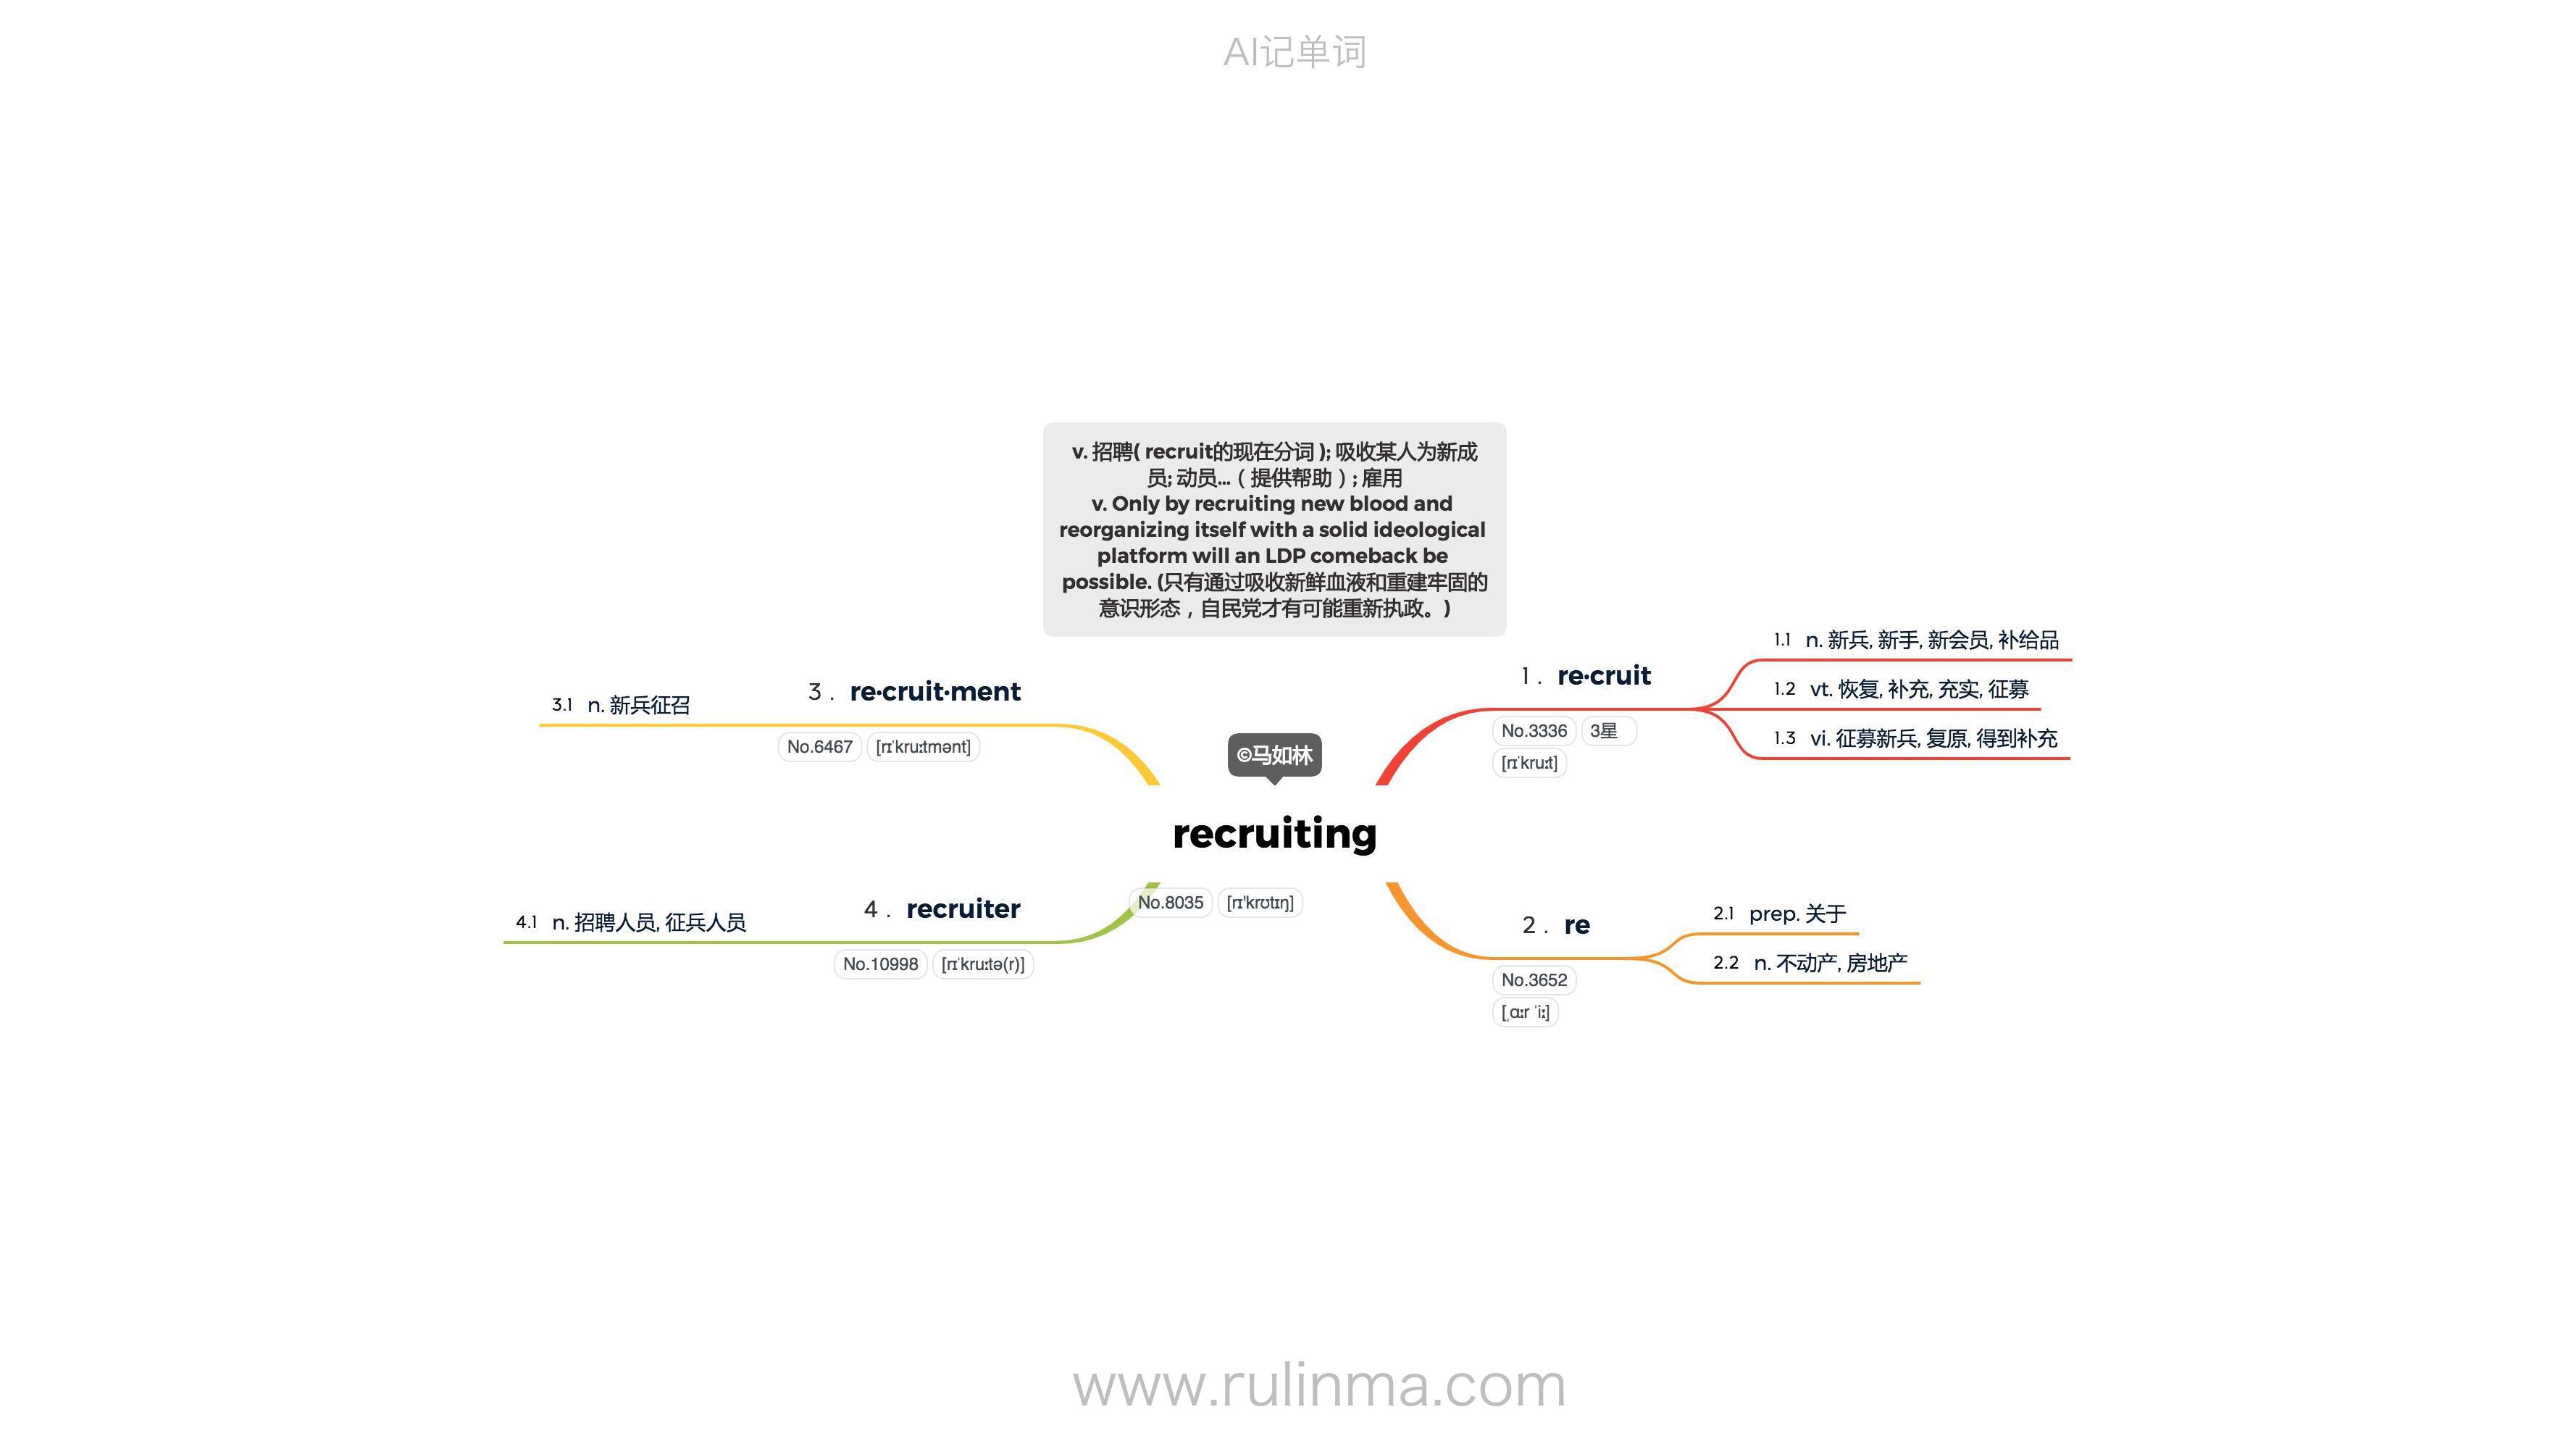 AI记单词
v. 招聘( recruit的现在分词 ); 吸收某人为新成
员; 动员...（ 提供帮助 ）; 雇用
v. Only by recruiting new blood and
reorganizing itself with a solid ideological
platform will an LDP comeback be
possible. (只有通过吸收新鲜血液和重建牢固的
意识形态，自民党才有可能重新执政。)
©马如林
recruiting
No.8035 [rɪ'krʊtɪŋ]
1 . re·cruit
No.3336 3星
[rɪˈkruːt]
1.1 n. 新兵, 新手, 新会员, 补给品
1.2 vt. 恢复, 补充, 充实, 征募
1.3 vi. 征募新兵, 复原, 得到补充
2 . re
No.3652
[ˌɑːr ˈiː]
2.1 prep. 关于
2.2 n. 不动产, 房地产
3 . re·cruit·ment
No.6467 [rɪˈkruːtmənt]
3.1 n. 新兵征召
4 . recruiter
No.10998 [rɪˈkruːtə(r)]
4.1 n. 招聘人员, 征兵人员
www.rulinma.com